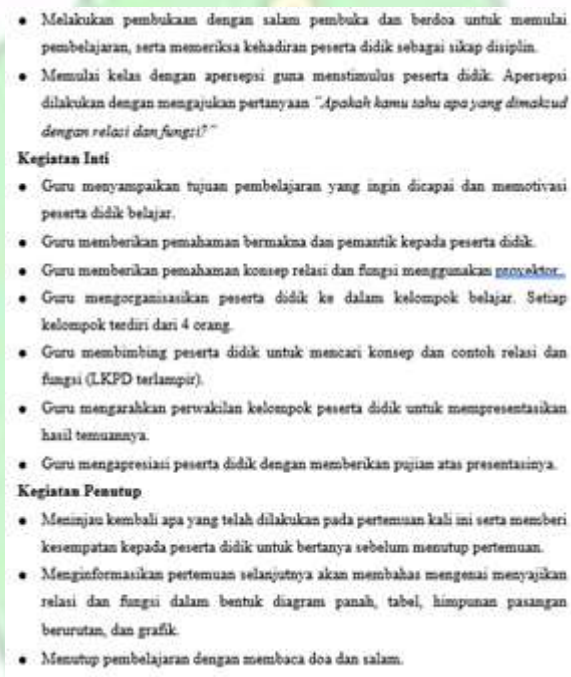 • Melakukan pembukaan dengan salam pembuka dan berdoa untuk memulai
pembelajaran, serta memeriksa kehadiran peserta didik sebagai sikap disiplin.
• Memulai kelas dengan apersepsi guna menstimulus peserta didik. Apersepsi
dilakukan dengan mengajukan pertanyaan "Apakah kamu tahu apa yang dimaksud
dengan relasi dan fungsi?"
Kegiatan Inti
• Guru menyampaikan tujuan pembelajaran yang ingin dicapai dan memotivasi
peserta didik belajar.
• Guru memberikan pemahaman bermakna dan pemantik kepada peserta didik.
• Guru memberikan pemahaman konsep relasi dan fungsi menggunakan proyektor.
• Guru mengorganisasikan peserta didik ke dalam kelompok belajar. Setiap
kelompok terdiri dari 4 orang.
• Guru membimbing peserta didik untuk mencari konsep dan contoh relasi dan
fungsi (LKPD terlampir).
• Guru mengarahkan perwakilan kelompok peserta didik untuk mempresentasikan
hasil temuannya.
• Guru mengapresiasi peserta didik dengan memberikan pujian atas presentasinya.
Kegiatan Penutup
• Meninjau kembali apa yang telah dilakukan pada pertemuan kali ini serta memberi
kesempatan kepada peserta didik untuk bertanya sebelum menutup pertemuan.
• Menginformasikan pertemuan selanjutnya akan membahas mengenai menyajikan
relasi dan fungsi dalam bentuk diagram panah, tabel, himpunan pasangan
berurutan, dan grafik.
• Menutup pembelajaran dengan membaca doa dan salam.